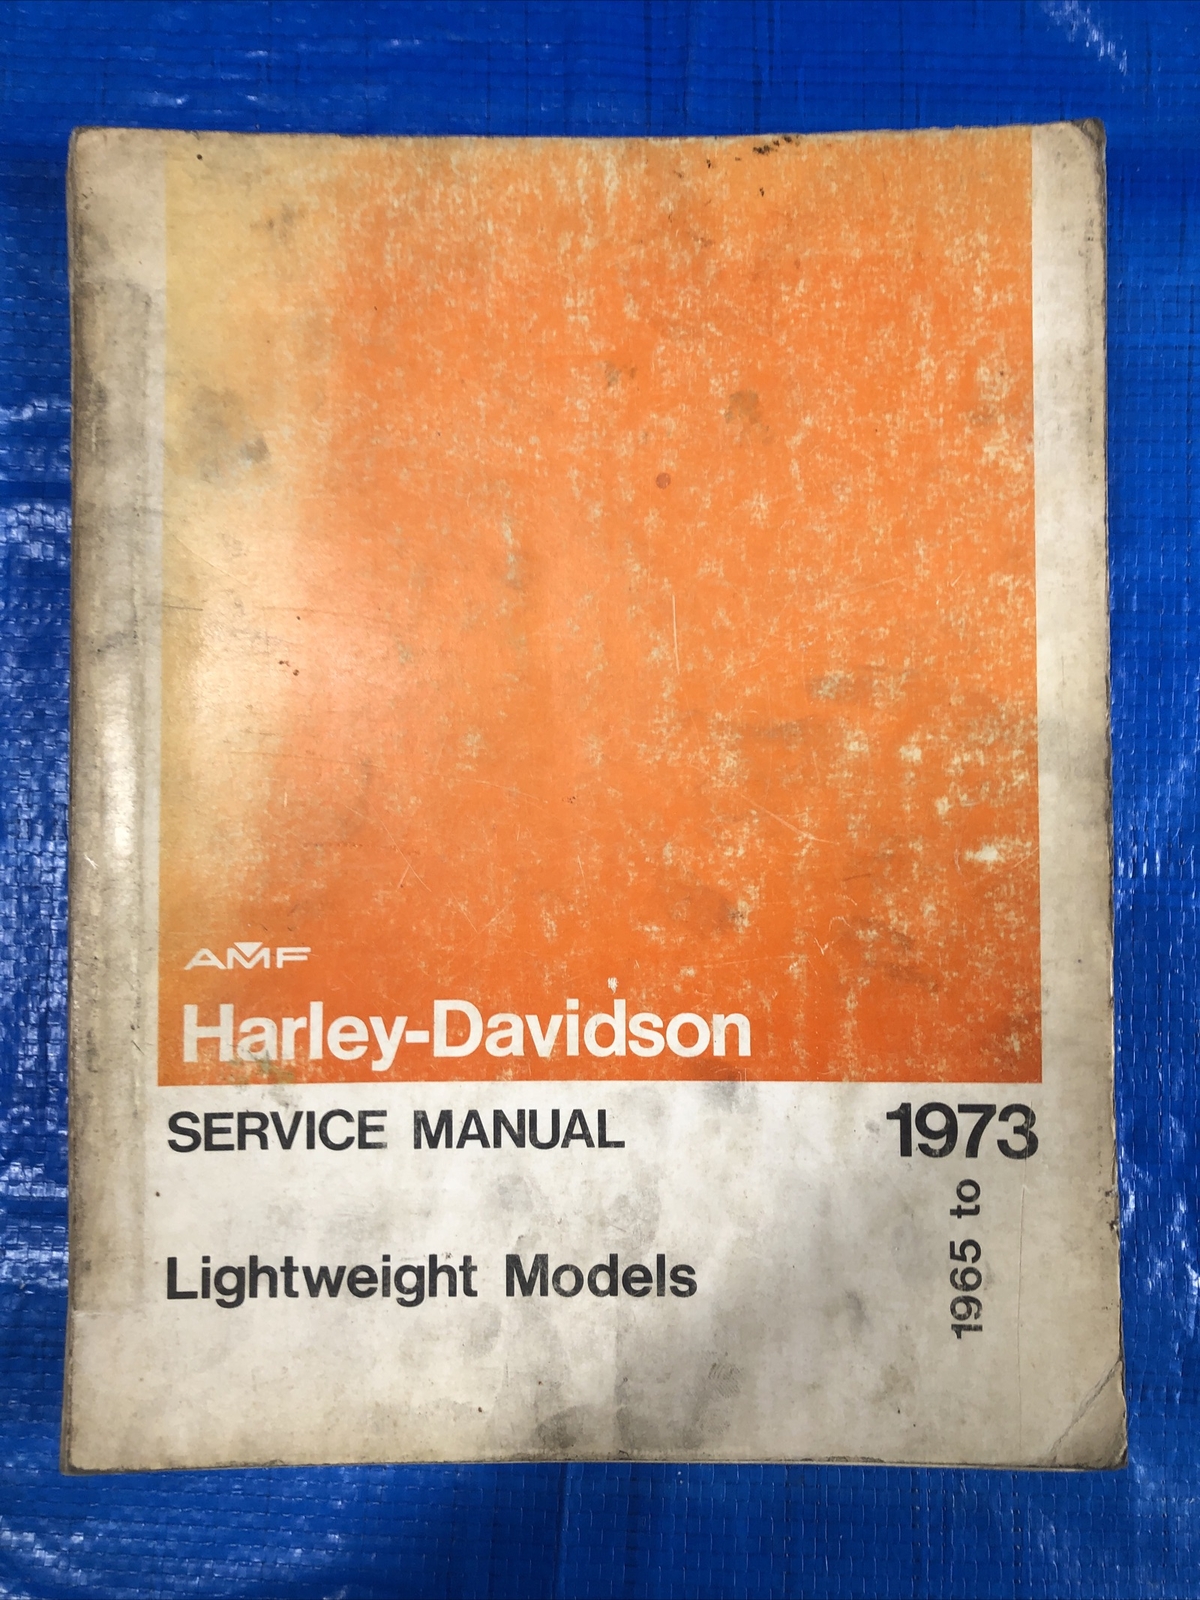 AMF
Harley-Davidson
SERVICE MANUAL
1973
1965 to
Lightweight Models